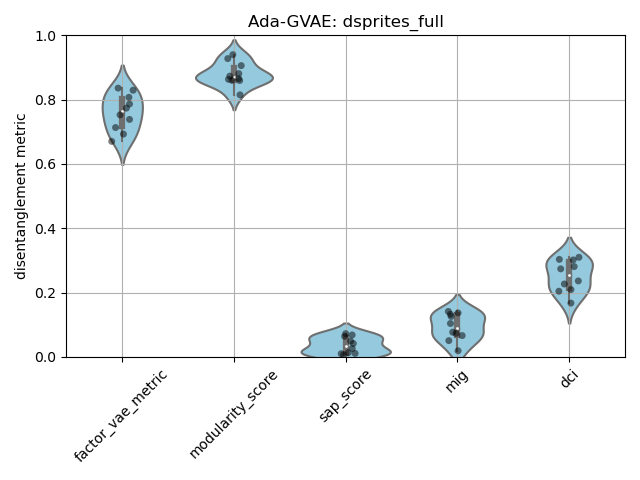 Ada-GVAE: dsprites_full
disentanglement metric
1.0
0.8
0.6
0.4
0.2
0.0
factor_vae_metric
modularity_score
sap_score
mig
dci